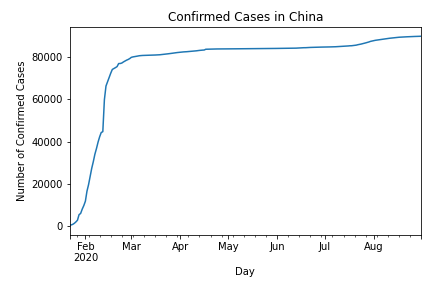 Confirmed Cases in China
Number of Confirmed Cases
80000
60000
40000
20000
0
Feb Mar Apr May Jun Jul Aug
2020
Day